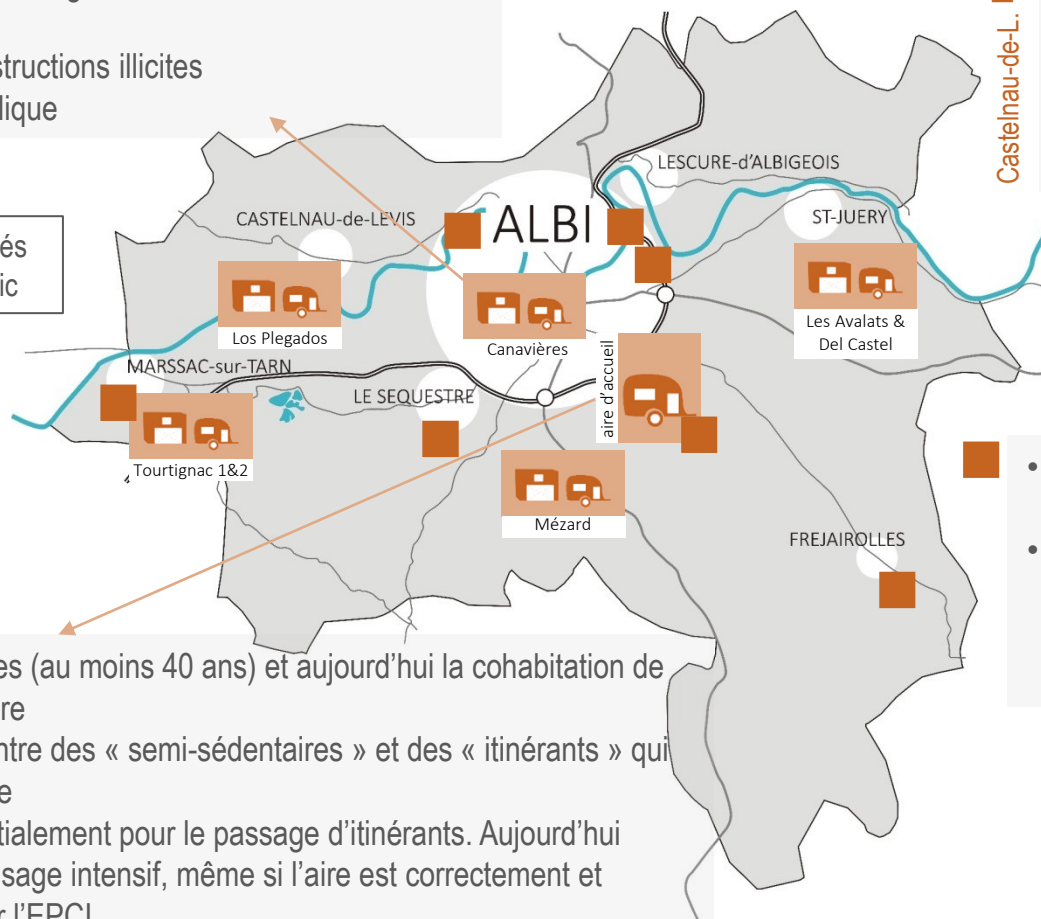 structions illicites
lique
és
ic
Castelnau-de-L.
LESCURE-d'ALBIGEOIS
CASTELNAU-de-LEVIS
ALBI
ST-JUERY
Los Plegados
Canavières
Les Avalats &
Del Castel
aire d'accueil
MARSSAC-sur-TARN
LE SEQUESTRE
Tourtignac 1&2
Mézard
FREJAIROLLES
es (au moins 40 ans) et aujourd'hui la cohabitation de
re
ntre des « semi-sédentaires » et des « itinérants » qui
e
tialement pour le passage d'itinérants. Aujourd'hui
sage intensif, même si l'aire est correctement et
r l'EPCI